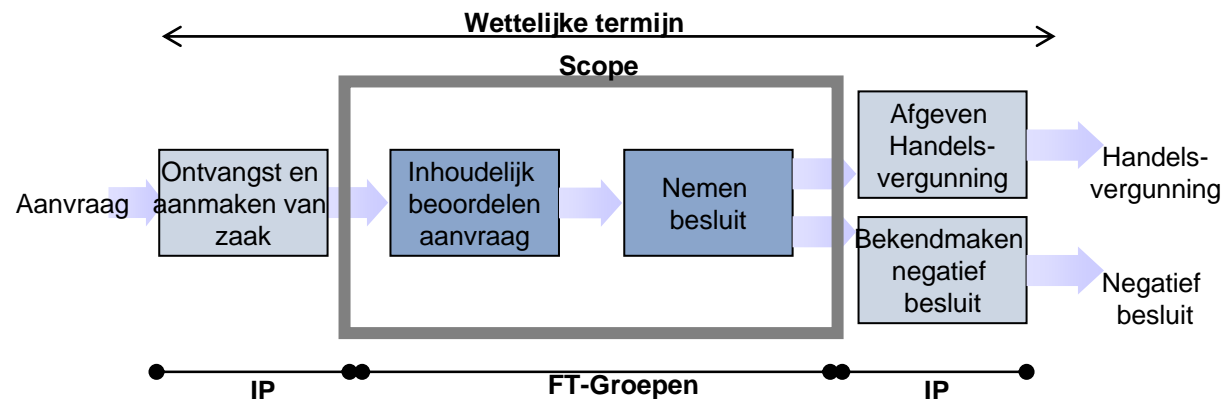 Wettelijke termijn
Scope
Aanvraag
Ontvangst en
aanmaken van
zaak
Inhoudelijk
beoordelen
aanvraag
Nemen
besluit
Afgeven
Handels-
vergunning
Handels-
vergunning
Bekendmaken
negatief
besluit
Negatief
besluit
IP
FT-Groepen
IP